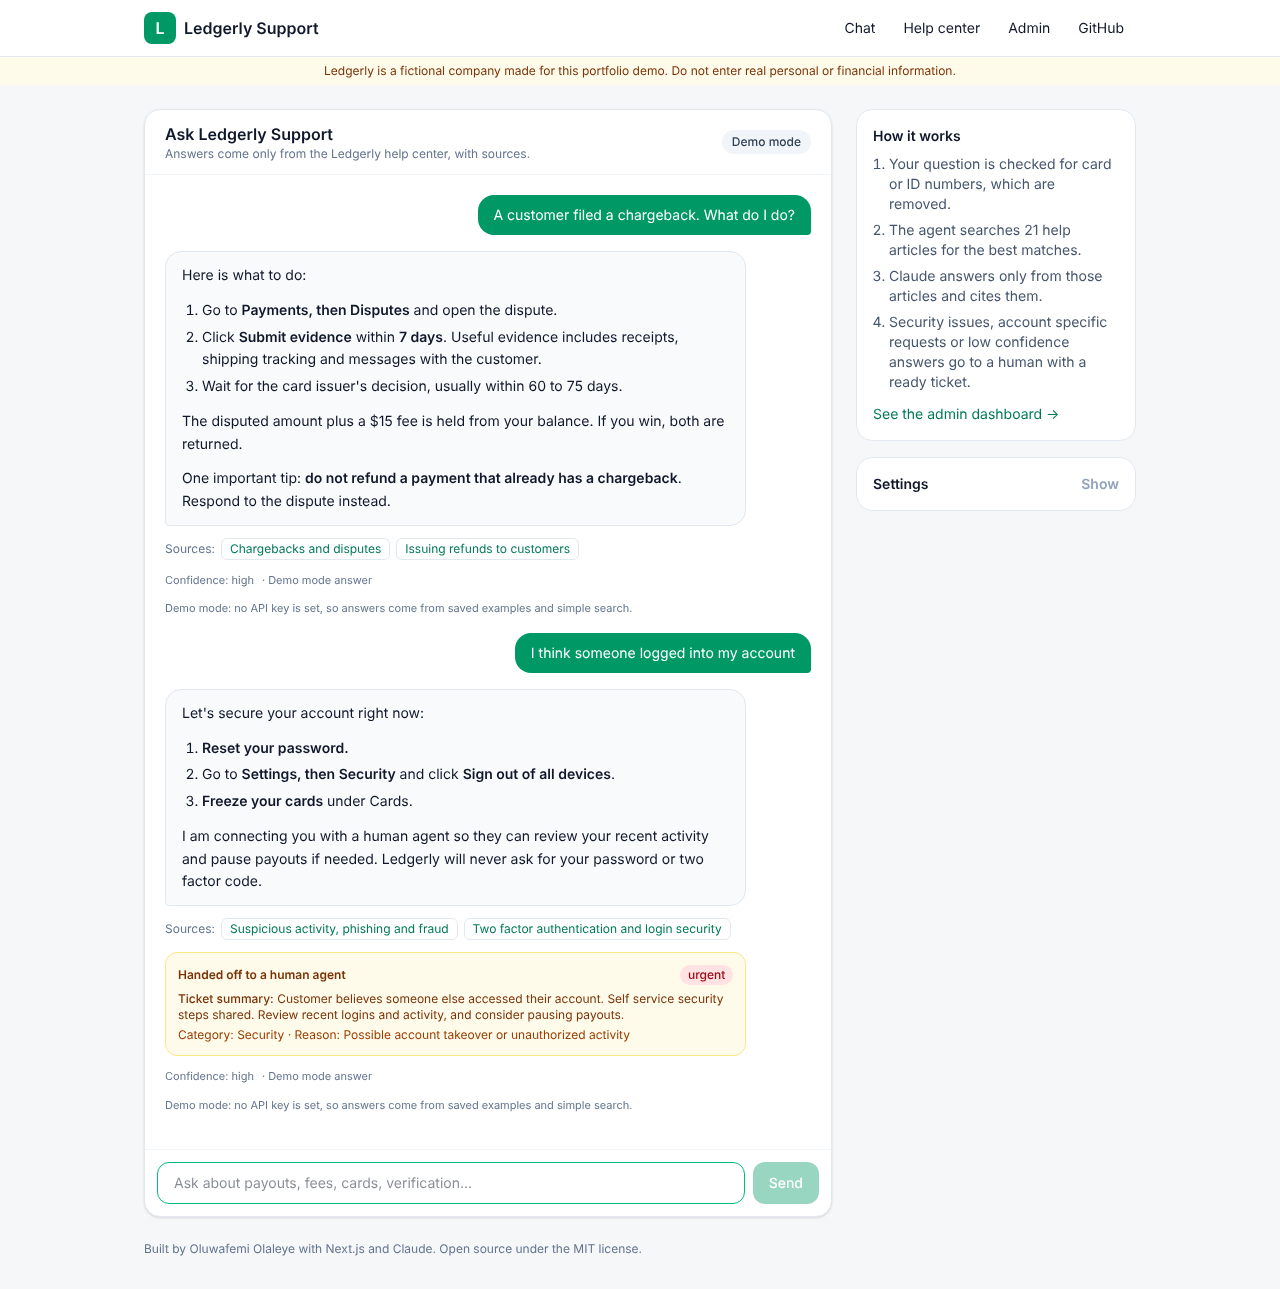 L Ledgerly Support
Chat Help center Admin GitHub
Ledgerly is a fictional company made for this portfolio demo. Do not enter real personal or financial information.
Ask Ledgerly Support
Answers come only from the Ledgerly help center, with sources.
Demo mode
A customer filed a chargeback. What do I do?
Here is what to do:
1. Go to Payments, then Disputes and open the dispute.
2. Click Submit evidence within 7 days. Useful evidence includes receipts,
shipping tracking and messages with the customer.
3. Wait for the card issuer's decision, usually within 60 to 75 days.
The disputed amount plus a $15 fee is held from your balance. If you win, both are
returned.
One important tip: do not refund a payment that already has a chargeback.
Respond to the dispute instead.
Sources: Chargebacks and disputes Issuing refunds to customers
Confidence: high · Demo mode answer
Demo mode: no API key is set, so answers come from saved examples and simple search.
I think someone logged into my account
Let's secure your account right now:
1. Reset your password.
2. Go to Settings, then Security and click Sign out of all devices.
3. Freeze your cards under Cards.
I am connecting you with a human agent so they can review your recent activity
and pause payouts if needed. Ledgerly will never ask for your password or two
factor code.
Sources: Suspicious activity, phishing and fraud Two factor authentication and login security
Handed off to a human agent urgent
Ticket summary: Customer believes someone else accessed their account. Self service security
steps shared. Review recent logins and activity, and consider pausing payouts.
Category: Security · Reason: Possible account takeover or unauthorized activity
Confidence: high · Demo mode answer
Demo mode: no API key is set, so answers come from saved examples and simple search.
Ask about payouts, fees, cards, verification...
Send
How it works
1. Your question is checked for card
or ID numbers, which are
removed.
2. The agent searches 21 help
articles for the best matches.
3. Claude answers only from those
articles and cites them.
4. Security issues, account specific
requests or low confidence
answers go to a human with a
ready ticket.
See the admin dashboard →
Settings Show
Built by Oluwafemi Olaleye with Next.js and Claude. Open source under the MIT license.